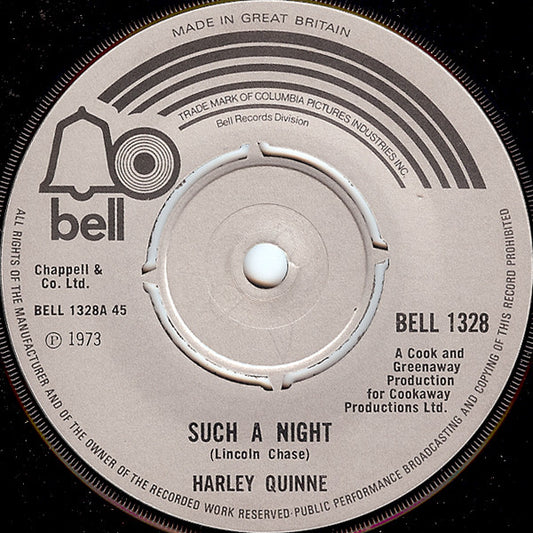 MADE IN GREAT BRITAIN
TRADE MARK OF COLUMBIA PICTURES INDUSTRIES INC.
Bell Records Division
bell
Chappell &
Co. Ltd.
BELL 1328A 45
℗ 1973
BELL 1328
A Cook and
Greenaway
Production
for Cookaway
Productions Ltd.
SUCH A NIGHT
(Lincoln Chase)
HARLEY QUINNE
ALL RIGHTS OF THE MANUFACTURER AND OF THE OWNER OF THE RECORDED WORK RESERVED·PUBLIC PERFORMANCE BROADCASTING AND COPYING OF THIS RECORD PROHIBITED